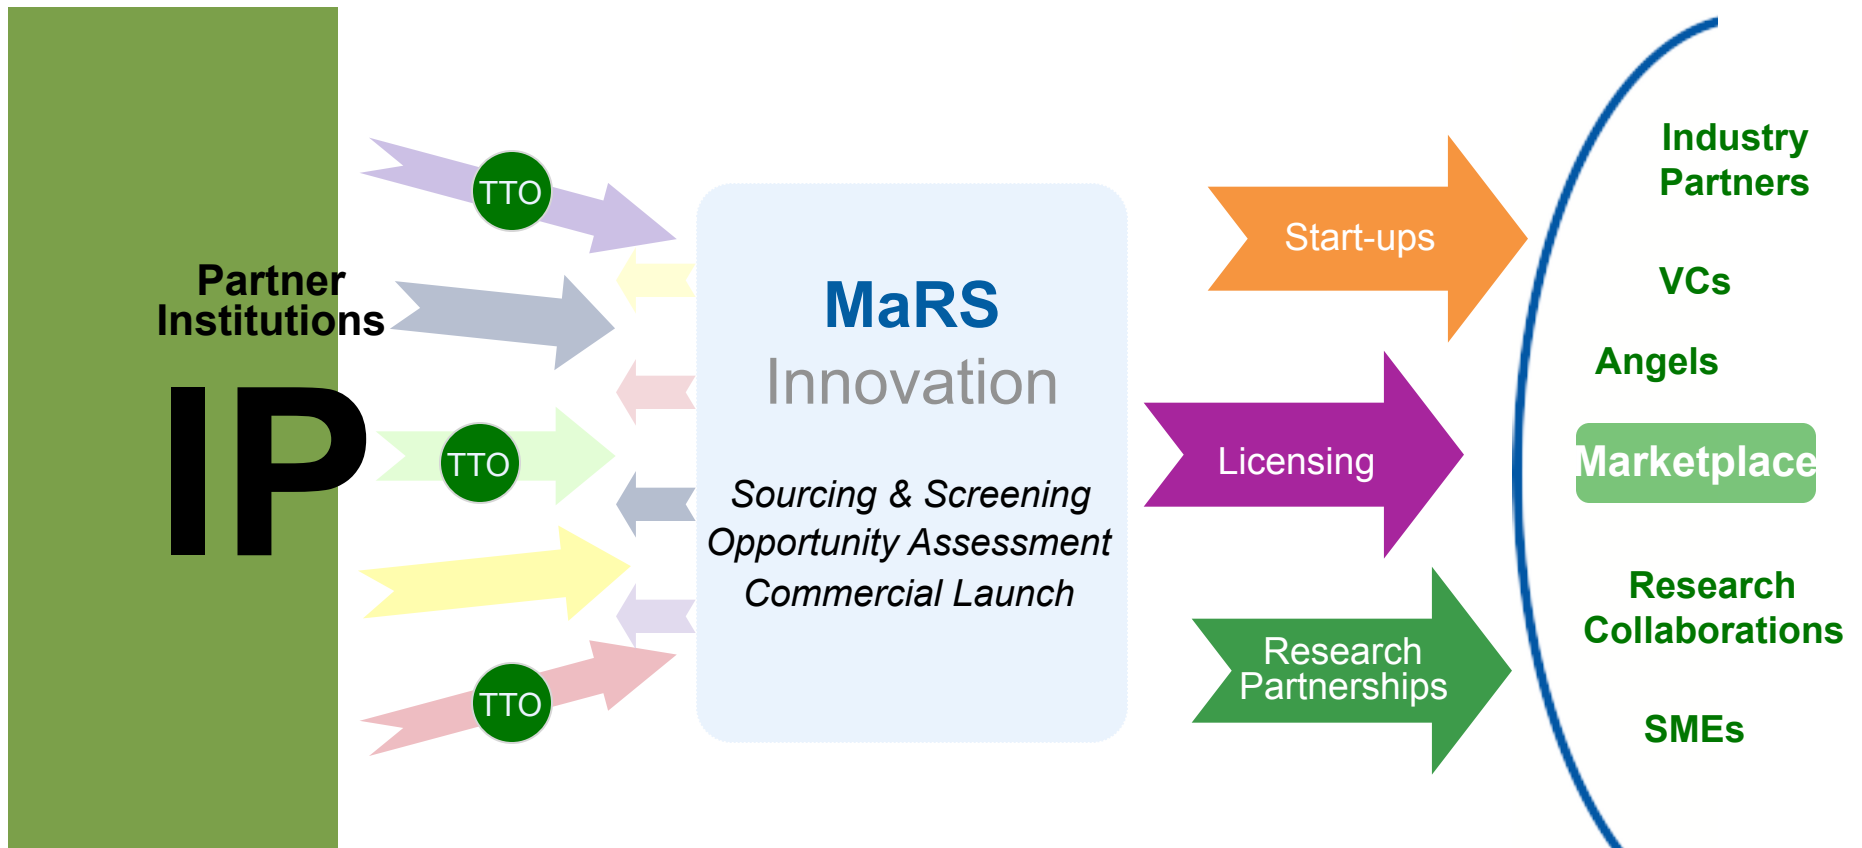 Partner
Institutions
IP
TTO
TTO
TTO
MaRS
Innovation
Sourcing & Screening
Opportunity Assessment
Commercial Launch
Start-ups
Licensing
Research
Partnerships
Industry
Partners
VCs
Angels
Marketplace
Research
Collaborations
SMEs